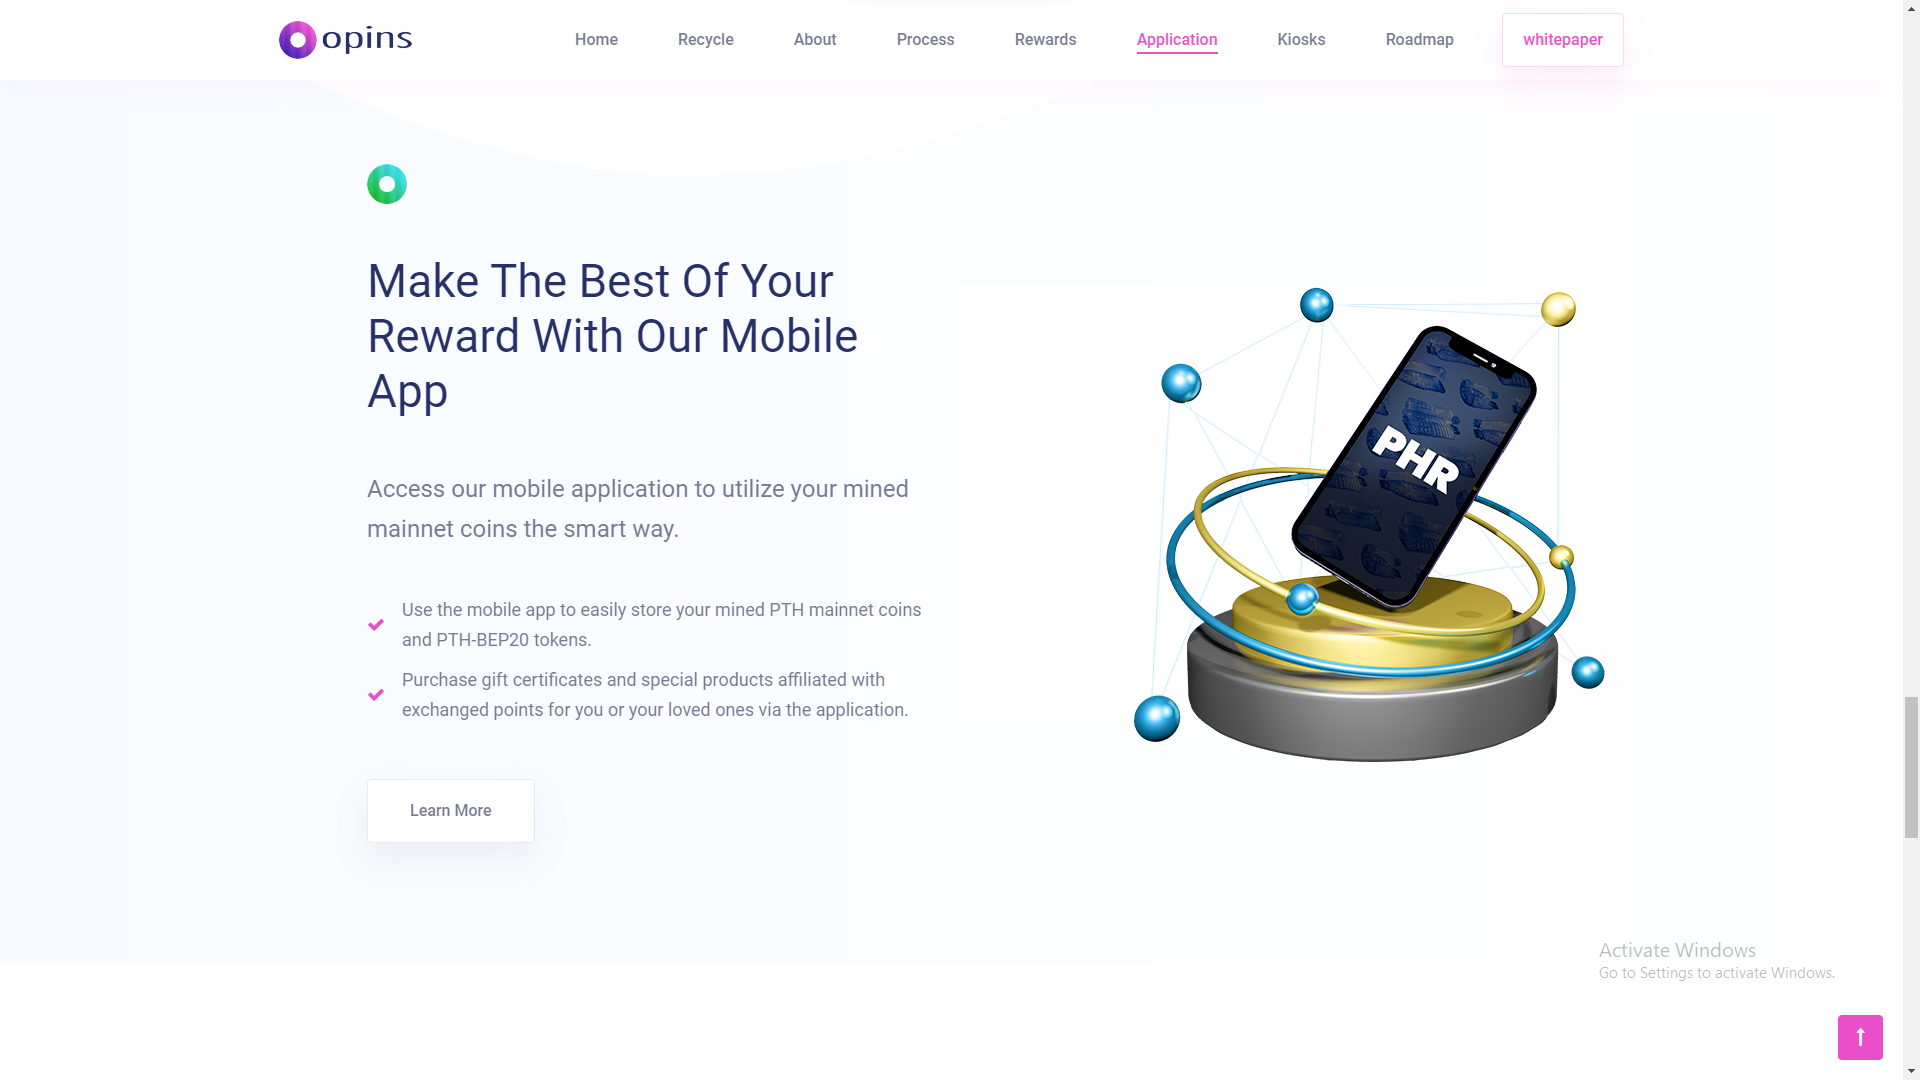 opins
Home
Recycle
About
Process
Rewards
Application
Kiosks
Roadmap
whitepaper
Make The Best Of Your
Reward With Our Mobile
App
Access our mobile application to utilize your mined
mainnet coins the smart way.
Use the mobile app to easily store your mined PTH mainnet coins
and PTH-BEP20 tokens.
Purchase gift certificates and special products affiliated with
exchanged points for you or your loved ones via the application.
Learn More
PHR
Activate Windows
Go to Settings to activate Windows.